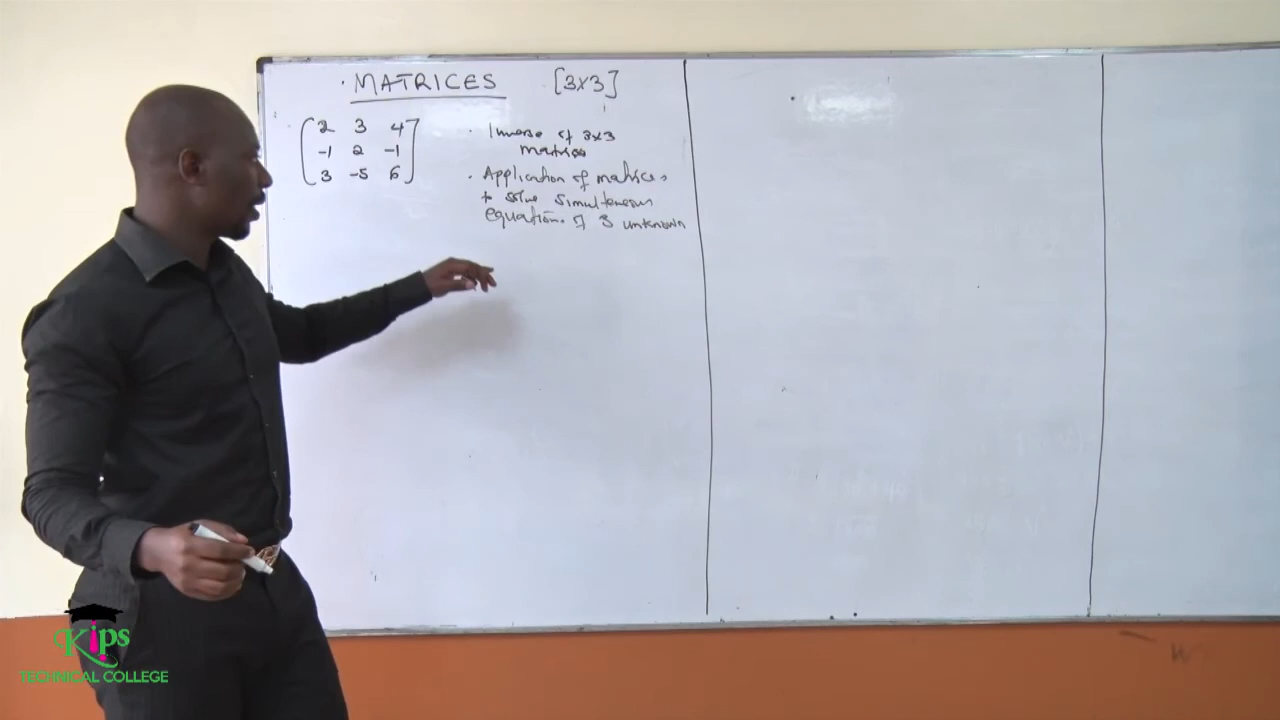 MATRICES [3x3]
2 3 4
-1 2 -1
3 -5 6
· Inverse of 3x3
matrices
· Application of matrices
to solve simultaneous
equations of 3 unknown
Kips
TECHNICAL COLLEGE